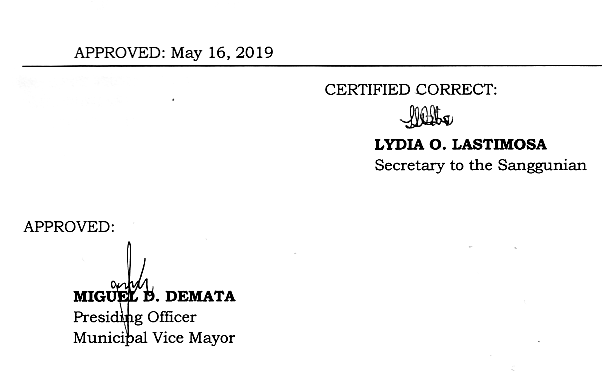 APPROVED: May 16, 2019
CERTIFIED CORRECT:
LYDIA O. LASTIMOSA
Secretary to the Sanggunian
APPROVED:
MIGUEL D. DEMATA
Presiding Officer
Municipal Vice Mayor